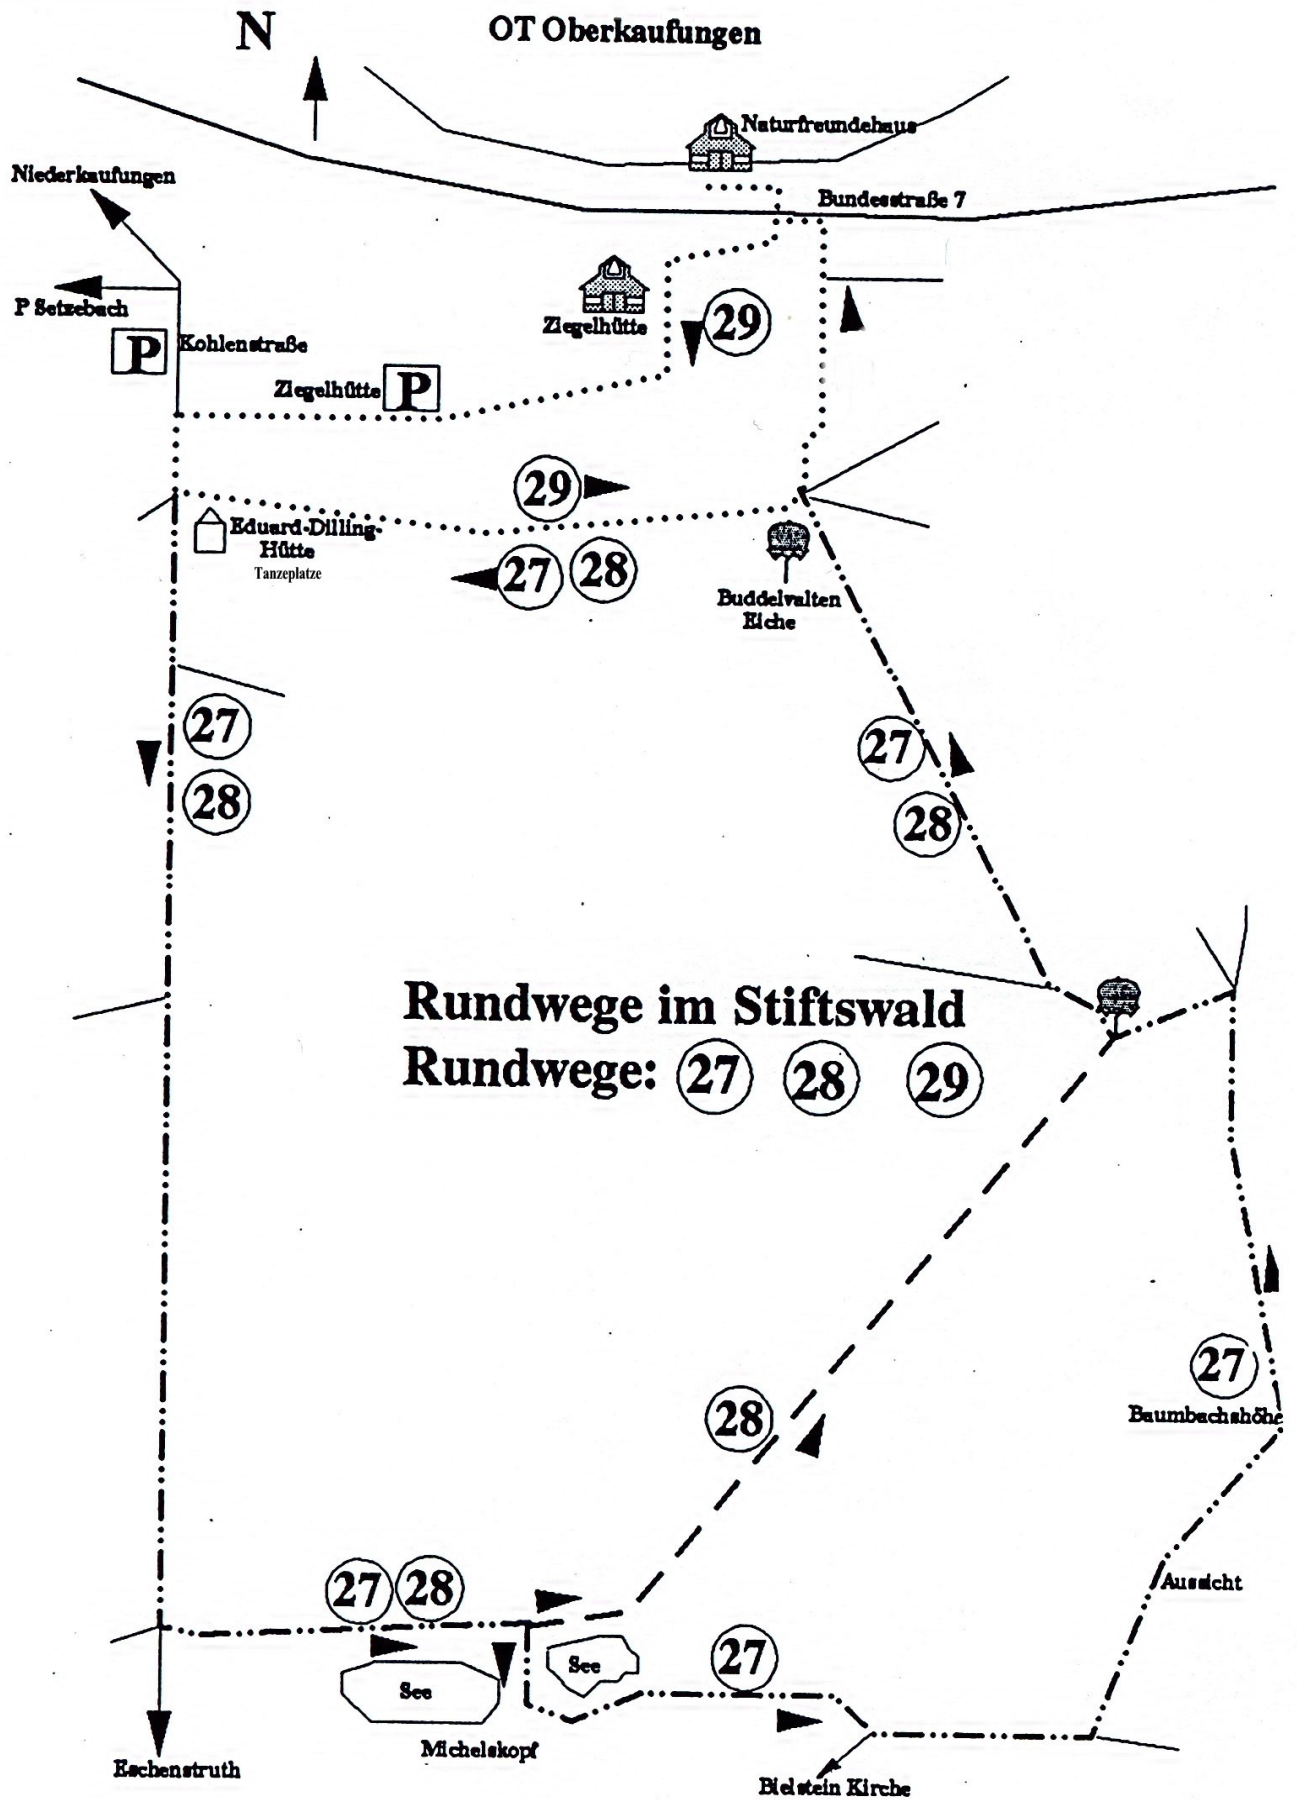 N
OT Oberkaufungen
Naturfreundehaus
Niederkaufungen
Bundesstraße 7
P Setzebach
Ziegelhütte
29
P
Kohlenstraße
Ziegelhütte
P
29
Eduard-Dilling-
Hütte
Tanzeplatze
27 28
Buddelvalten
Eiche
27
28
27
28
Rundwege im Stiftswald
Rundwege: 27 28 29
27
Baumbachshöhe
28
27 28
Aussicht
27
See
See
Michelskopf
Eschenstruth
Bielstein Kirche